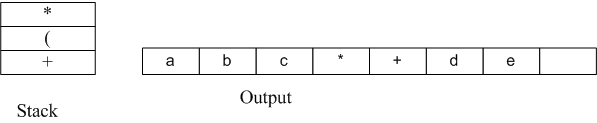 *
(
+
a b c * + d e
Output
Stack